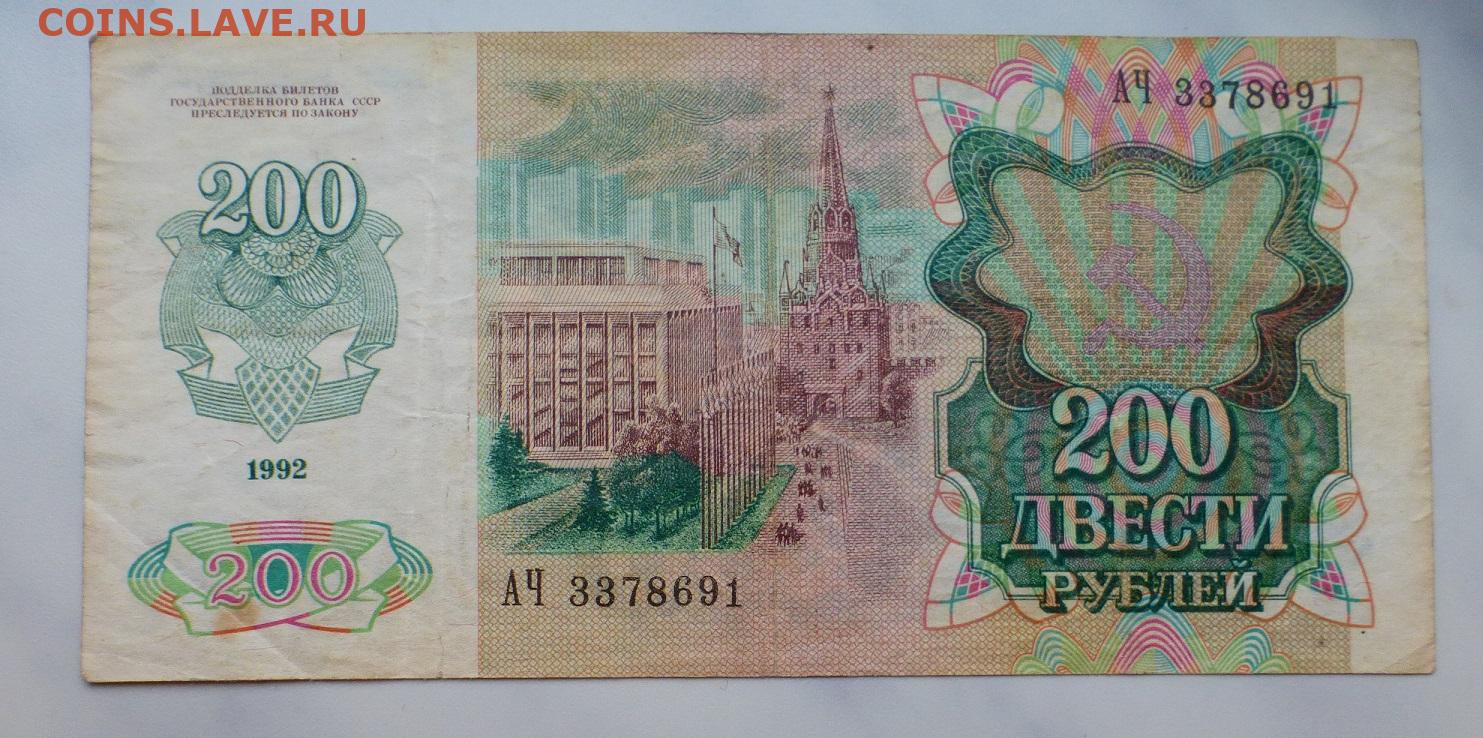 COINS.LAVE.RU
ПОДДЕЛКА БИЛЕТОВ
ГОСУДАРСТВЕННОГО БАНКА СССР
ПРЕСЛЕДУЕТСЯ ПО ЗАКОНУ
200
1992
200
АЧ 3378691
АЧ 3378691
200
ДВЕСТИ
РУБЛЕЙ